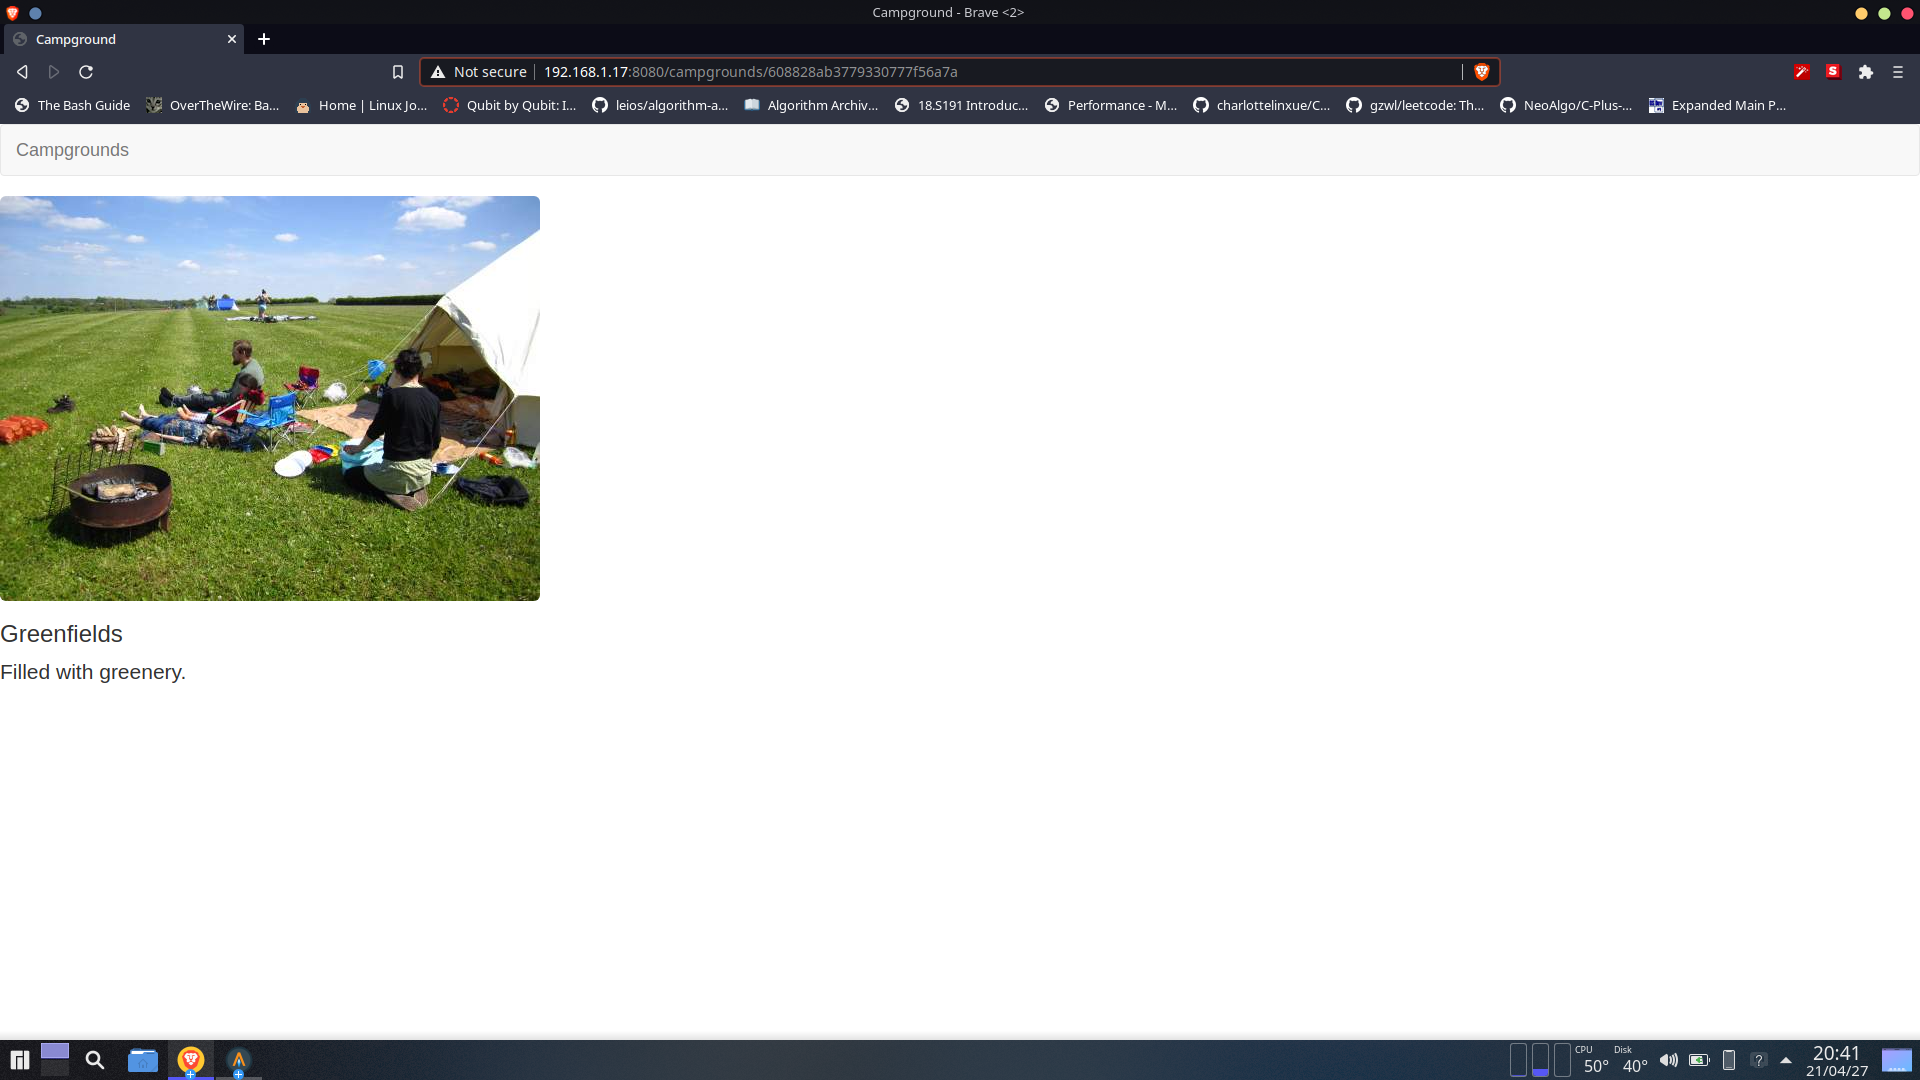 Campground - Brave <2>
Campground
Not secure 192.168.1.17:8080/campgrounds/608828ab3779330777f56a7a
The Bash Guide OverTheWire: Ba... Home | Linux Jo... Qubit by Qubit: I... leios/algorithm-a... Algorithm Archiv... 18.S191 Introduc... Performance - M... charlottelinxue/C... gzwl/leetcode: Th... NeoAlgo/C-Plus-... Expanded Main P...
Campgrounds
Greenfields
Filled with greenery.
CPU Disk
50° 40°
20:41
21/04/27